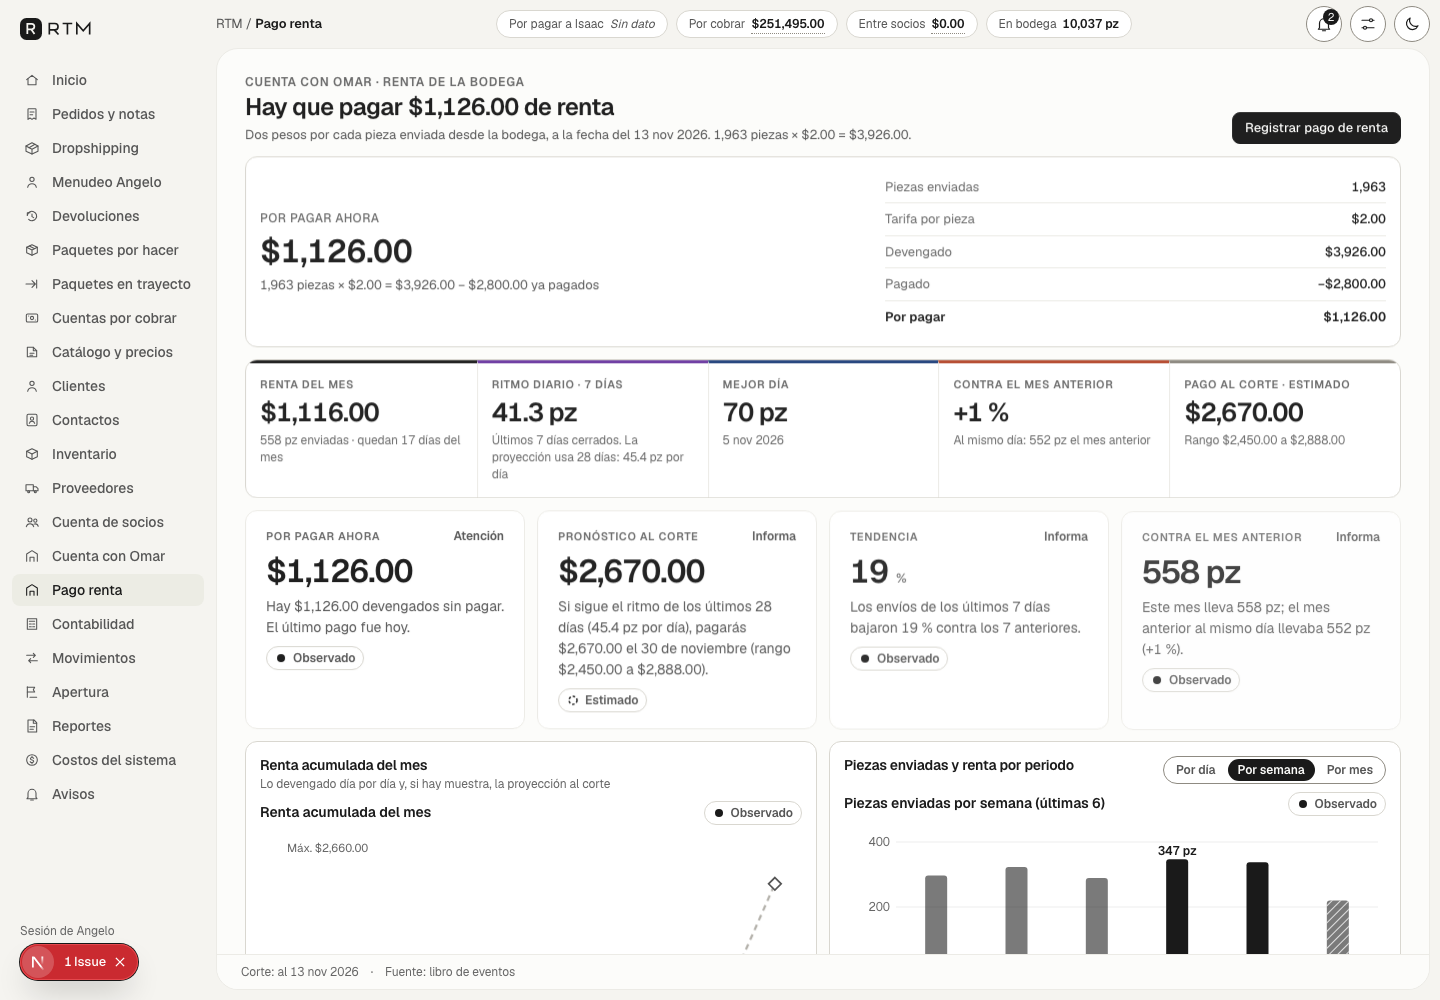 R RTM
RTM / Pago renta
Por pagar a Isaac Sin dato
Por cobrar $251,495.00
Entre socios $0.00
En bodega 10,037 pz
2
Inicio
Pedidos y notas
Dropshipping
Menudeo Angelo
Devoluciones
Paquetes por hacer
Paquetes en trayecto
Cuentas por cobrar
Catálogo y precios
Clientes
Contactos
Inventario
Proveedores
Cuenta de socios
Cuenta con Omar
Pago renta
Contabilidad
Movimientos
Apertura
Reportes
Costos del sistema
Avisos
Sesión de Angelo
N 1 Issue
CUENTA CON OMAR · RENTA DE LA BODEGA
Hay que pagar $1,126.00 de renta
Dos pesos por cada pieza enviada desde la bodega, a la fecha del 13 nov 2026. 1,963 piezas × $2.00 = $3,926.00.
Registrar pago de renta
POR PAGAR AHORA
$1,126.00
1,963 piezas × $2.00 = $3,926.00 − $2,800.00 ya pagados
Piezas enviadas 1,963
Tarifa por pieza $2.00
Devengado $3,926.00
Pagado −$2,800.00
Por pagar $1,126.00
RENTA DEL MES
$1,116.00
558 pz enviadas · quedan 17 días del
mes
RITMO DIARIO · 7 DÍAS
41.3 pz
Últimos 7 días cerrados. La
proyección usa 28 días: 45.4 pz por
día
MEJOR DÍA
70 pz
5 nov 2026
CONTRA EL MES ANTERIOR
+1 %
Al mismo día: 552 pz el mes anterior
PAGO AL CORTE · ESTIMADO
$2,670.00
Rango $2,450.00 a $2,888.00
POR PAGAR AHORA Atención
$1,126.00
Hay $1,126.00 devengados sin pagar.
El último pago fue hoy.
Observado
PRONÓSTICO AL CORTE Informa
$2,670.00
Si sigue el ritmo de los últimos 28
días (45.4 pz por día), pagarás
$2,670.00 el 30 de noviembre (rango
$2,450.00 a $2,888.00).
Estimado
TENDENCIA Informa
19 %
Los envíos de los últimos 7 días
bajaron 19 % contra los 7 anteriores.
Observado
CONTRA EL MES ANTERIOR Informa
558 pz
Este mes lleva 558 pz; el mes
anterior al mismo día llevaba 552 pz
(+1 %).
Observado
Renta acumulada del mes
Lo devengado día por día y, si hay muestra, la proyección al corte
Renta acumulada del mes Observado
Máx. $2,660.00
Piezas enviadas y renta por periodo
Por día Por semana Por mes
Piezas enviadas por semana (últimas 6) Observado
400
347 pz
200
Corte: al 13 nov 2026 · Fuente: libro de eventos